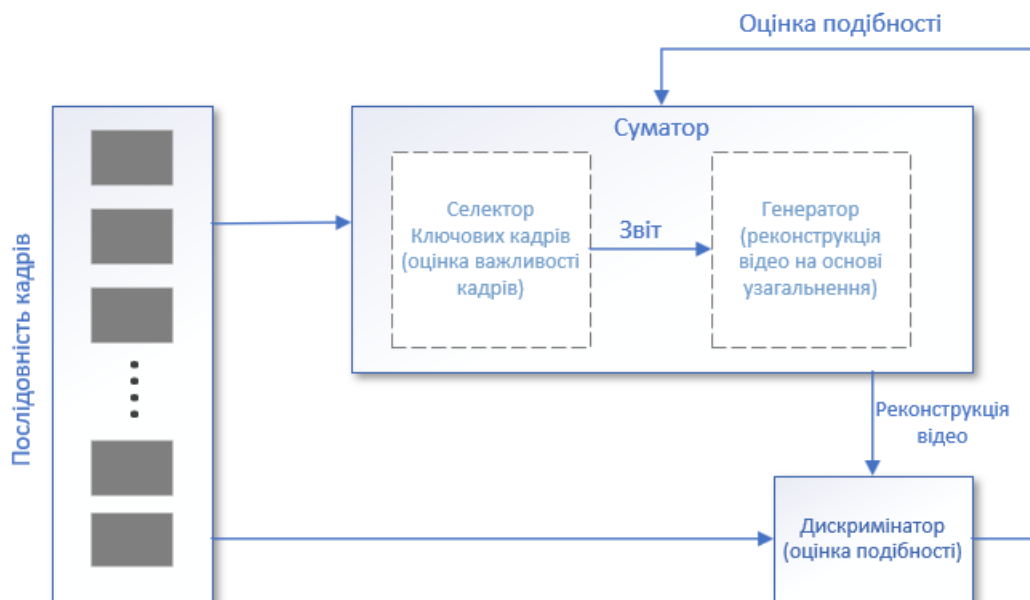 Оцінка подібності
Суматор
Селектор
Ключових кадрів
(оцінка важливості
кадрів)
Звіт
Генератор
(реконструкція
відео на основі
узагальнення)
Послідовність кадрів
Реконструкція
відео
Дискримінатор
(оцінка подібності)